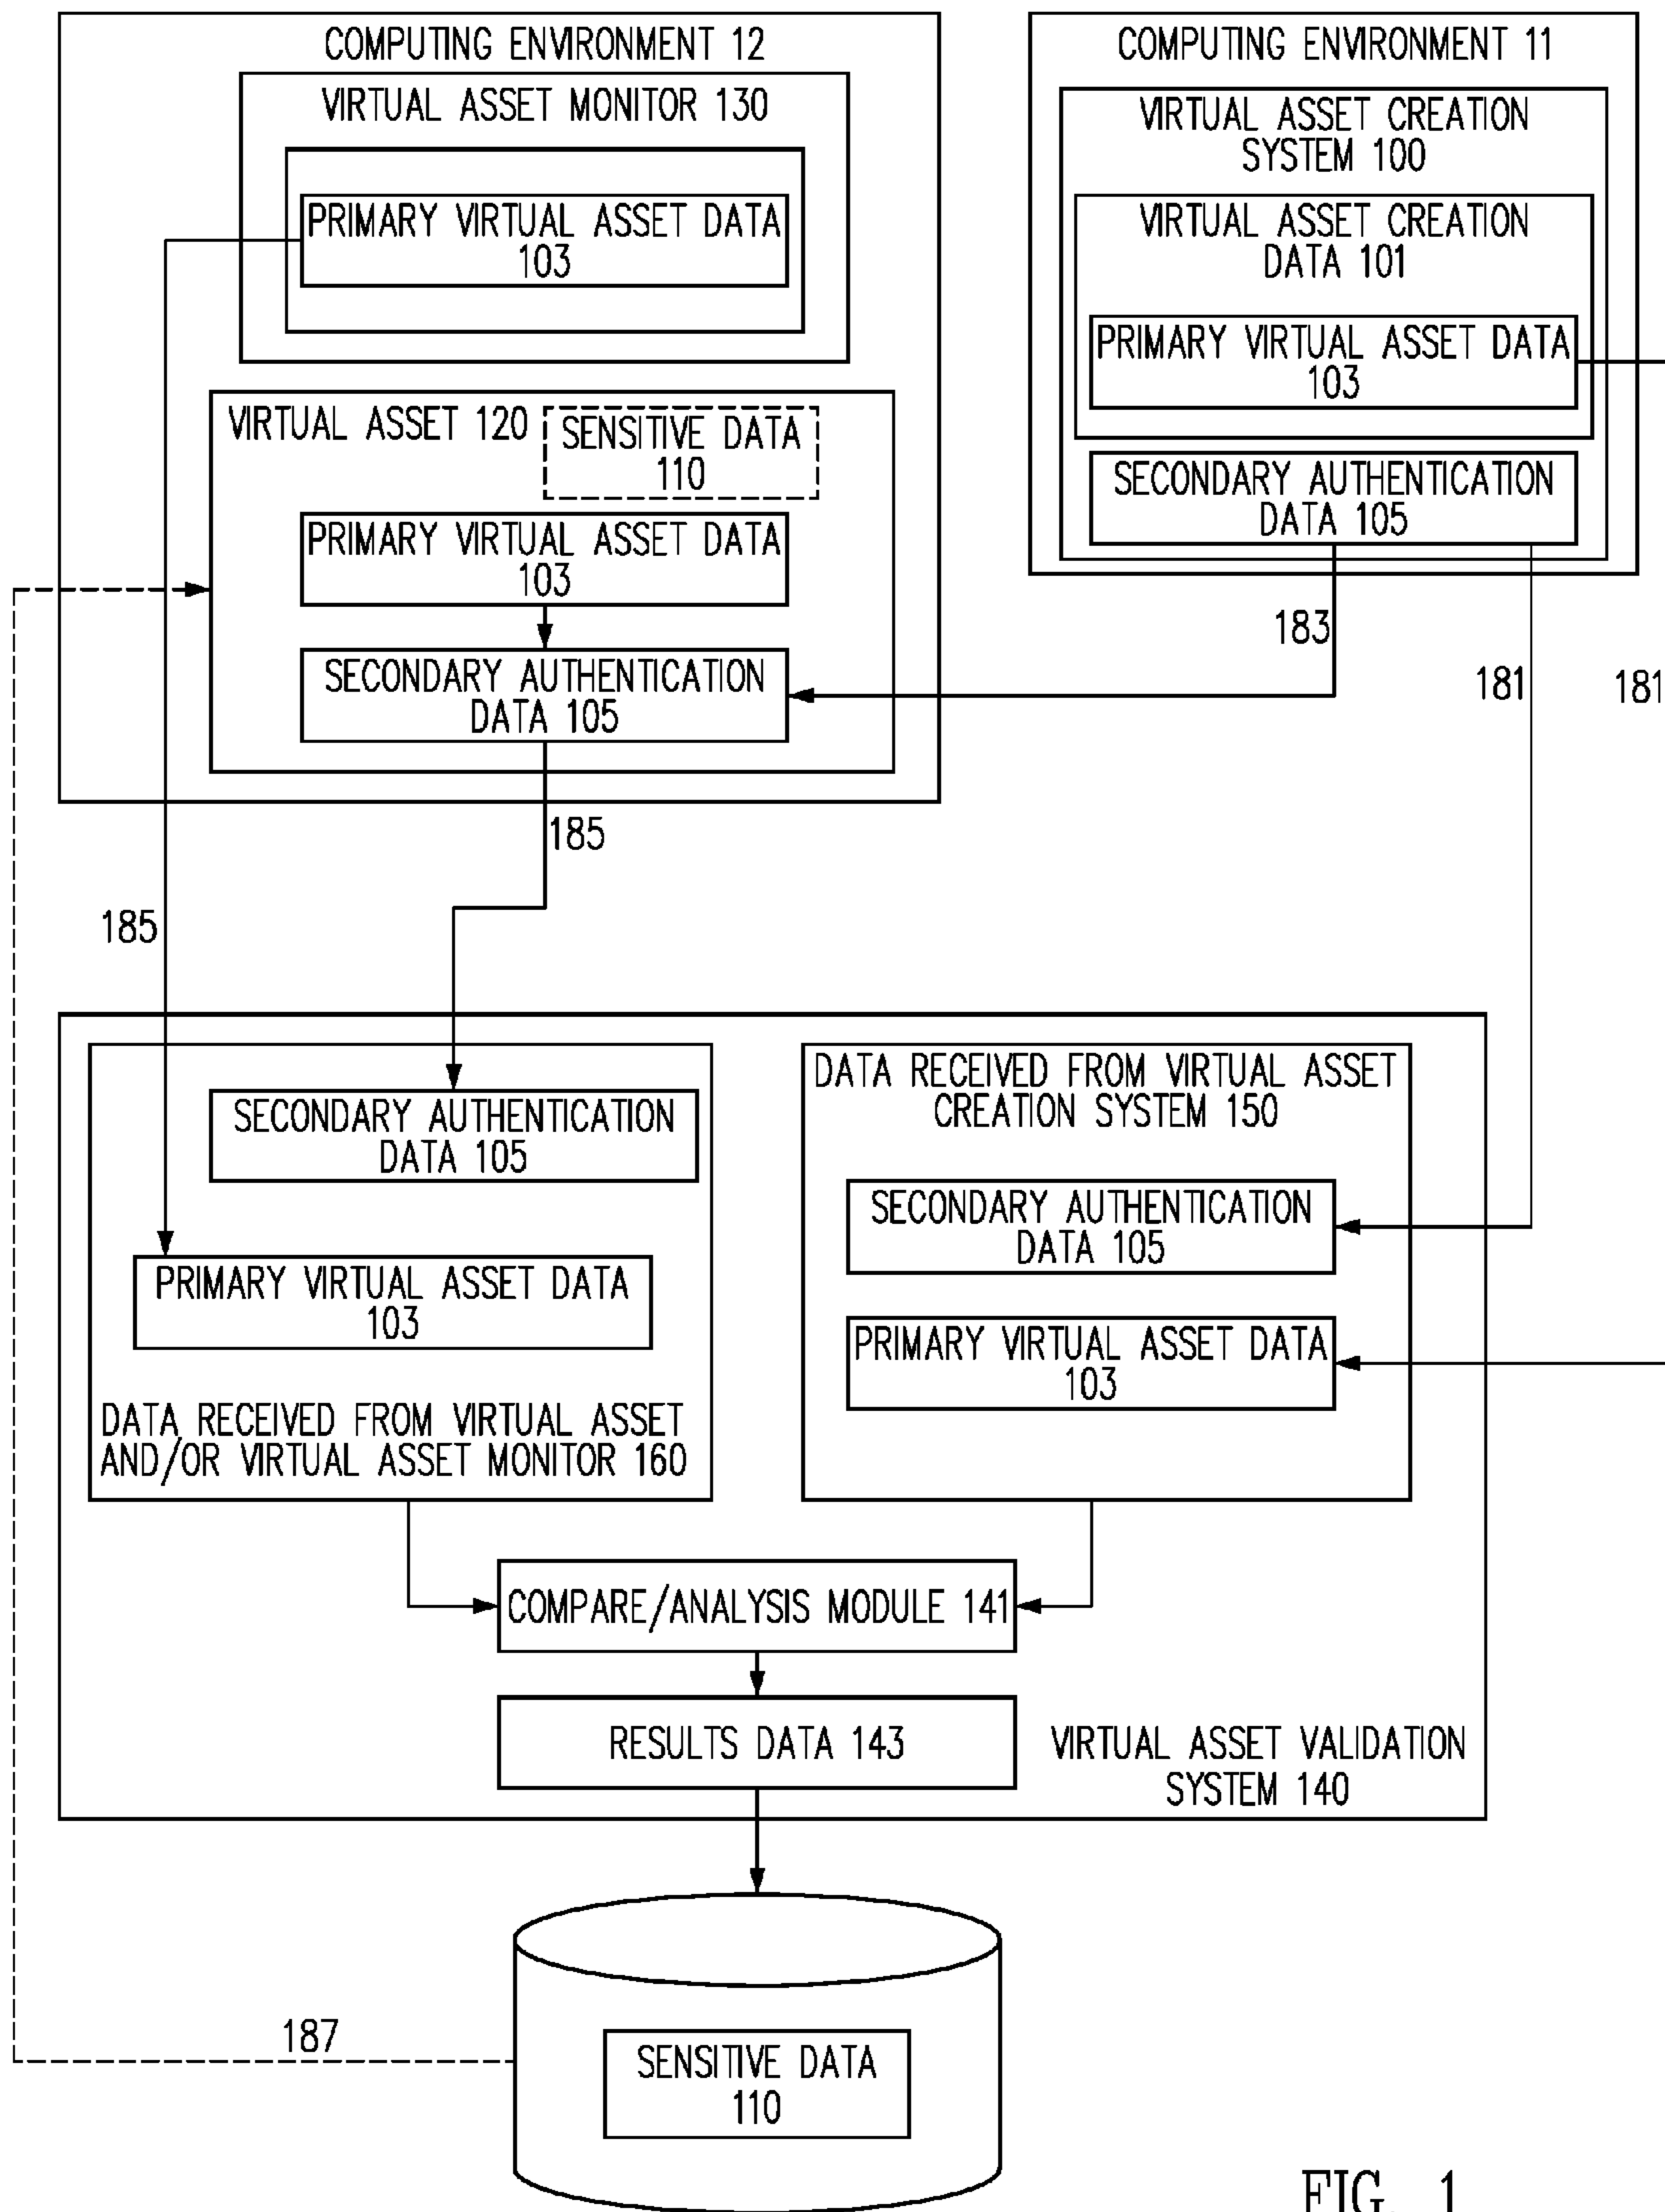 COMPUTING ENVIRONMENT 12
VIRTUAL ASSET MONITOR 130
PRIMARY VIRTUAL ASSET DATA
103
VIRTUAL ASSET 120
SENSITIVE DATA
110
PRIMARY VIRTUAL ASSET DATA
103
SECONDARY AUTHENTICATION
DATA 105
COMPUTING ENVIRONMENT 11
VIRTUAL ASSET CREATION
SYSTEM 100
VIRTUAL ASSET CREATION
DATA 101
PRIMARY VIRTUAL ASSET DATA
103
SECONDARY AUTHENTICATION
DATA 105
183
181
181
185
185
SECONDARY AUTHENTICATION
DATA 105
PRIMARY VIRTUAL ASSET DATA
103
DATA RECEIVED FROM VIRTUAL ASSET
AND/OR VIRTUAL ASSET MONITOR 160
DATA RECEIVED FROM VIRTUAL ASSET
CREATION SYSTEM 150
SECONDARY AUTHENTICATION
DATA 105
PRIMARY VIRTUAL ASSET DATA
103
COMPARE/ANALYSIS MODULE 141
RESULTS DATA 143
VIRTUAL ASSET VALIDATION
SYSTEM 140
187
SENSITIVE DATA
110
FIG. 1